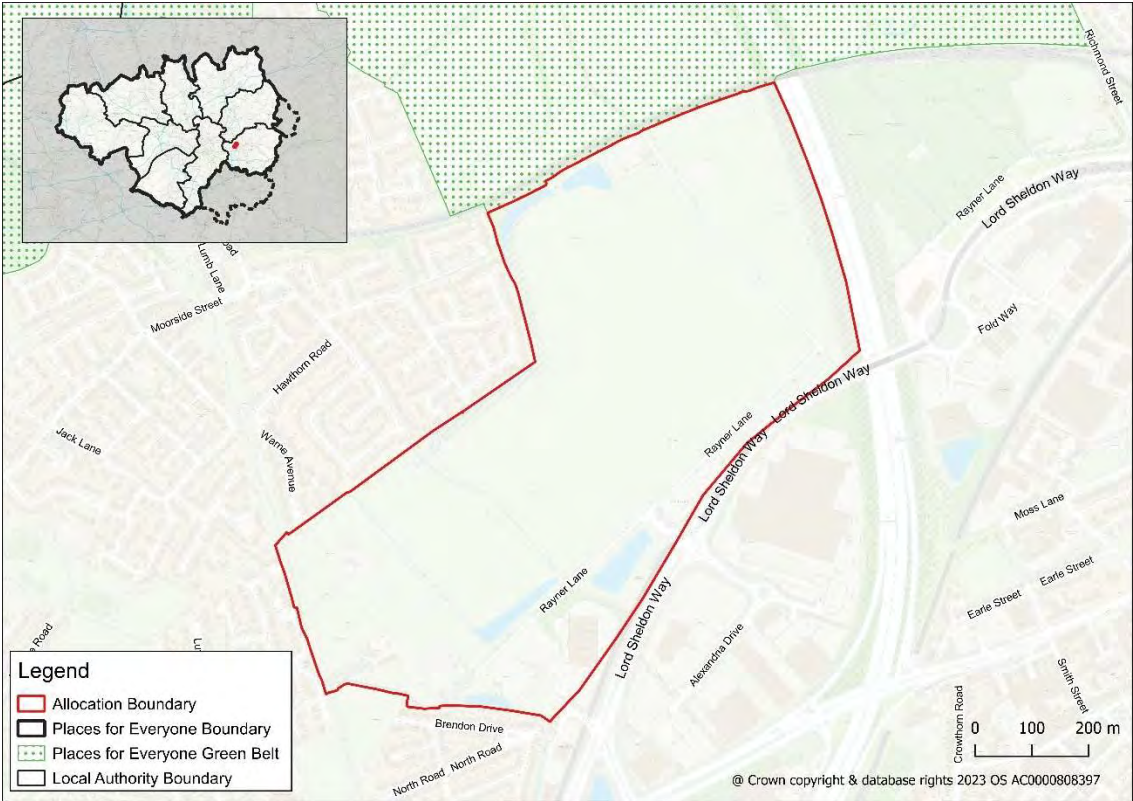 Richmond Street
Rayner Lane
Lord Sheldon Way
Lumb Lane
Moorside Street
Fold Way
Hawthorn Road
Lord Sheldon Way
Rayner Lane
Jack Lane
Warne Avenue
Lord Sheldon Way
Moss Lane
Rayner Lane
Earle Street
Earle Street
Lord Sheldon Way
Alexandria Drive
Smith Street
Crowthorn Road
Brendon Drive
North Road North Road
Legend
Allocation Boundary
Places for Everyone Boundary
Places for Everyone Green Belt
Local Authority Boundary
0 100 200 m
@ Crown copyright & database rights 2023 OS AC0000808397